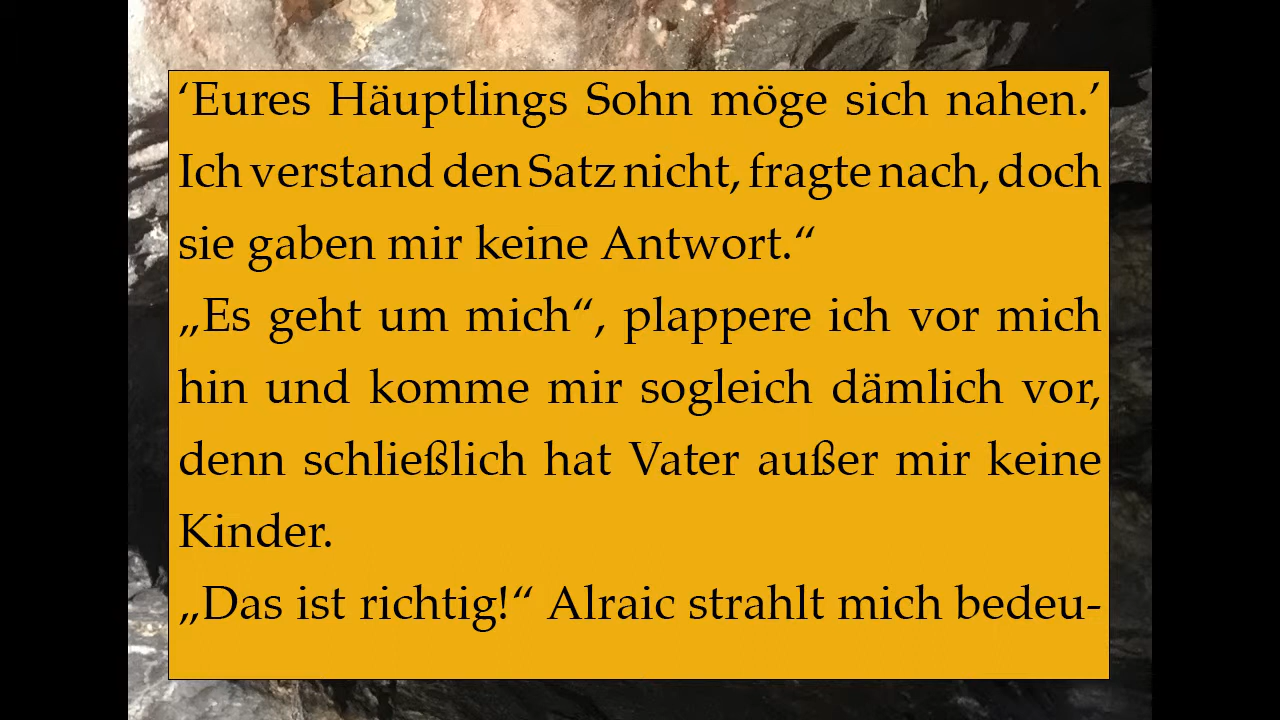 ‘Eures Häuptlings Sohn möge sich nahen.’
Ich verstand den Satz nicht, fragte nach, doch
sie gaben mir keine Antwort.“
„Es geht um mich“, plappere ich vor mich
hin und komme mir sogleich dämlich vor,
denn schließlich hat Vater außer mir keine
Kinder.
„Das ist richtig!“ Alraic strahlt mich bedeu-